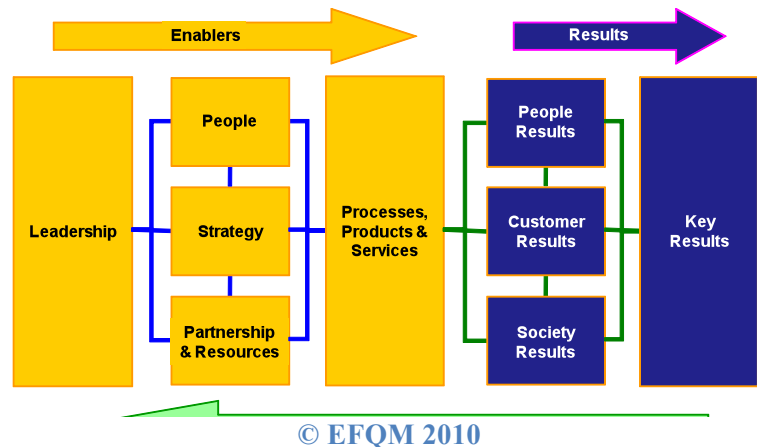 Enablers
Results
Leadership
People
Strategy
Partnership
& Resources
Processes,
Products &
Services
People
Results
Customer
Results
Society
Results
Key
Results
© EFQM 2010